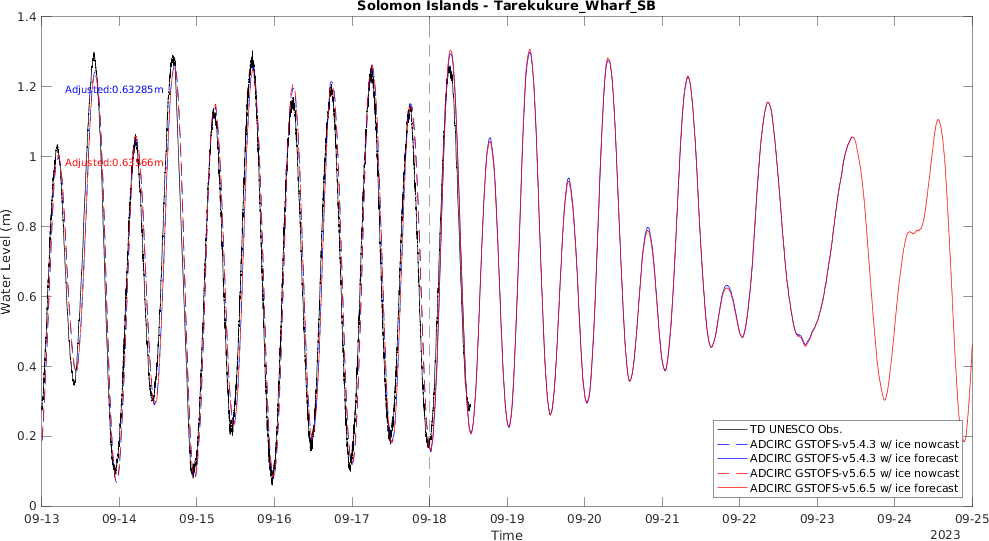 Solomon Islands - Tarekukure_Wharf_SB
1.4
1.2
1
0.8
0.6
0.4
0.2
0
Water Level (m)
Adjusted:0.63285m
Adjusted:0.63566m
TD UNESCO Obs.
ADCIRC GSTOFS-v5.4.3 w/ ice nowcast
ADCIRC GSTOFS-v5.4.3 w/ ice forecast
ADCIRC GSTOFS-v5.6.5 w/ ice nowcast
ADCIRC GSTOFS-v5.6.5 w/ ice forecast
09-13 09-14 09-15 09-16 09-17 09-18 09-19 09-20 09-21 09-22 09-23 09-24 09-25
Time
2023